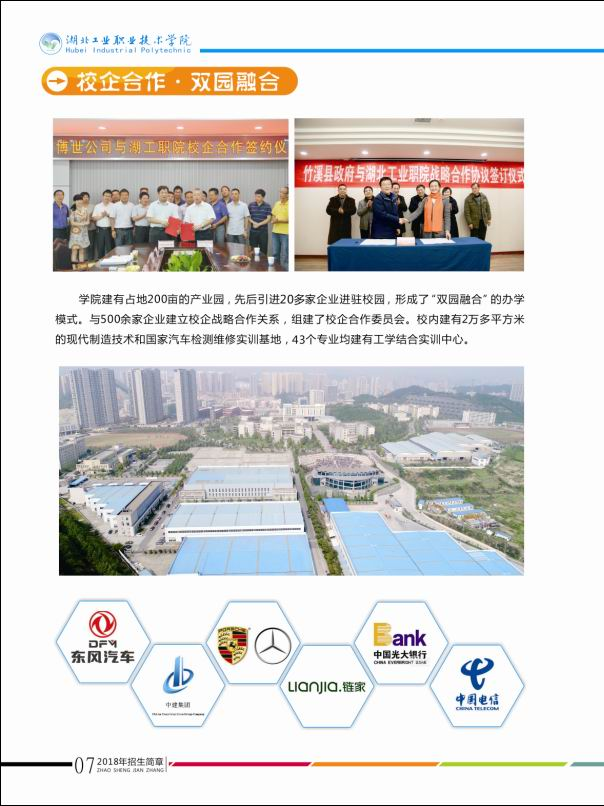 湖北工业职业技术学院
Hubei Industrial Polytechnic
校企合作·双园融合
博世公司与湖工职院校企合作签约仪
竹溪县政府与湖北工业职院战略合作协议签订仪式
学院建有占地200亩的产业园，先后引进20多家企业进驻校园，形成了“双园融合”的办学
模式。与500余家企业建立校企战略合作关系，组建了校企合作委员会。校内建有2万多平方米
的现代制造技术和国家汽车检测维修实训基地，43个专业均建有工学结合实训中心。
DFM
东风汽车
中建集团
PORSCHE
LIANJIA.链家
Bank
中国光大银行
CHINA EVERBRIGHT BANK
中国电信
CHINA TELECOM
07 2018年招生简章
ZHAO SHENG JIAN ZHANG